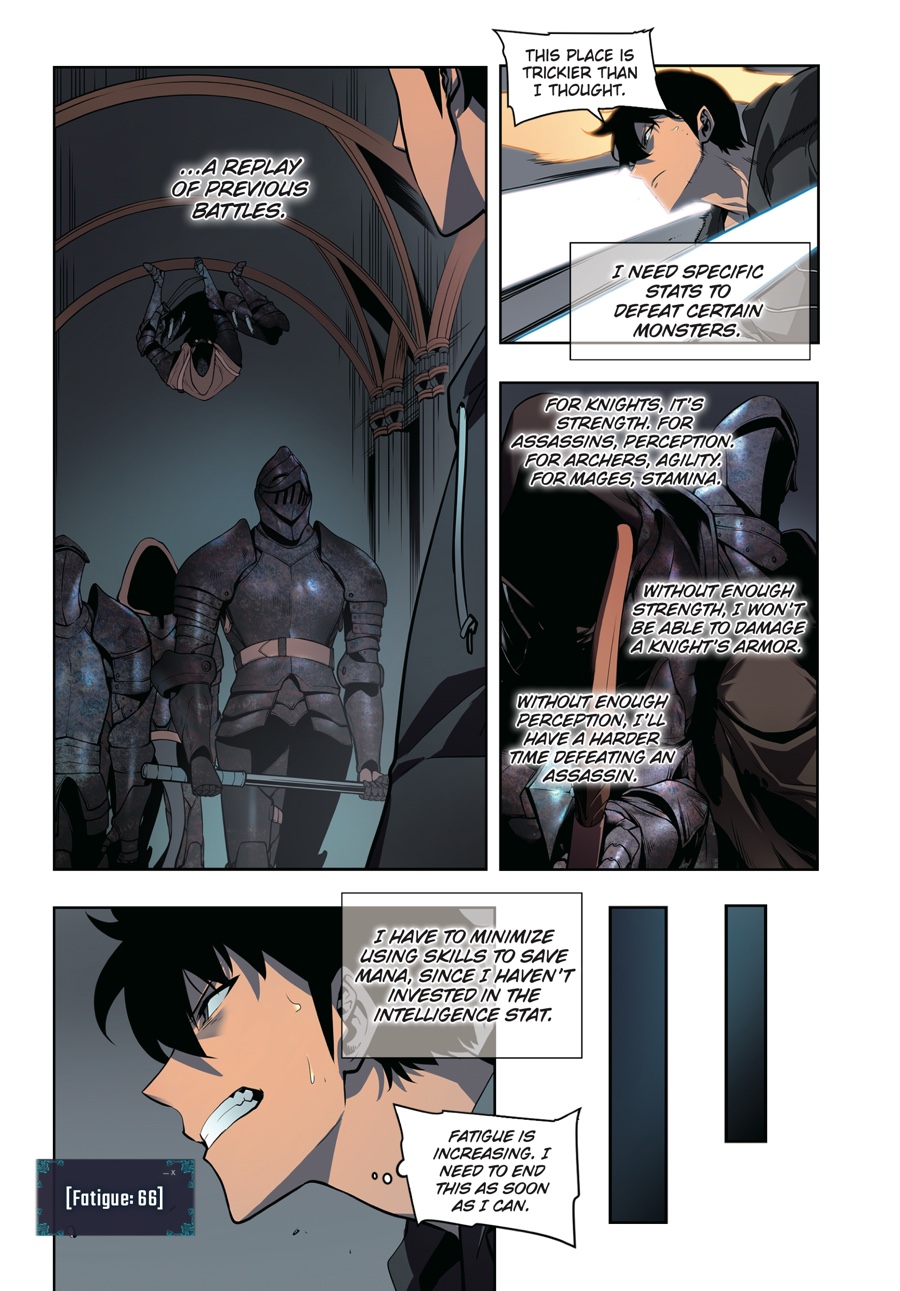 ...A REPLAY
OF PREVIOUS
BATTLES.
THIS PLACE IS
TRICKIER THAN
I THOUGHT.
I NEED SPECIFIC
STATS TO
DEFEAT CERTAIN
MONSTERS.
FOR KNIGHTS, IT'S
STRENGTH. FOR
ASSASSINS, PERCEPTION.
FOR ARCHERS, AGILITY.
FOR MAGES, STAMINA.
WITHOUT ENOUGH
STRENGTH, I WON'T
BE ABLE TO DAMAGE
A KNIGHT'S ARMOR.
WITHOUT ENOUGH
PERCEPTION, I'LL
HAVE A HARDER
TIME DEFEATING AN
ASSASSIN.
I HAVE TO MINIMIZE
USING SKILLS TO SAVE
MANA, SINCE I HAVEN'T
INVESTED IN THE
INTELLIGENCE STAT.
FATIGUE IS
INCREASING. I
NEED TO END
THIS AS SOON
AS I CAN.
_ X
[Fatigue: 66]